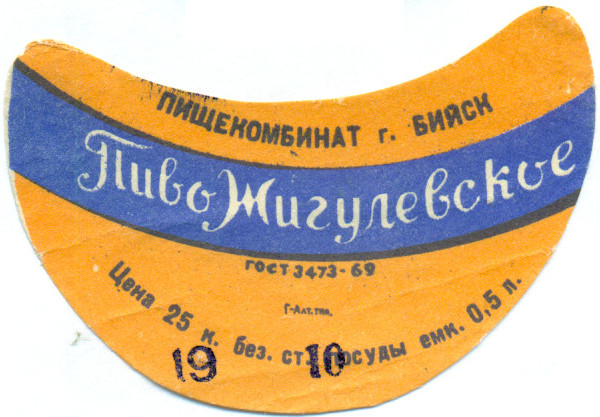 ПИЩЕКОМБИНАТ г. БИЙСК
Пиво Жигулевское
ГОСТ 3473-69
Г-Алт. тип.
Цена 25 к. без. ст. посуды емк. 0,5 л.
19 10